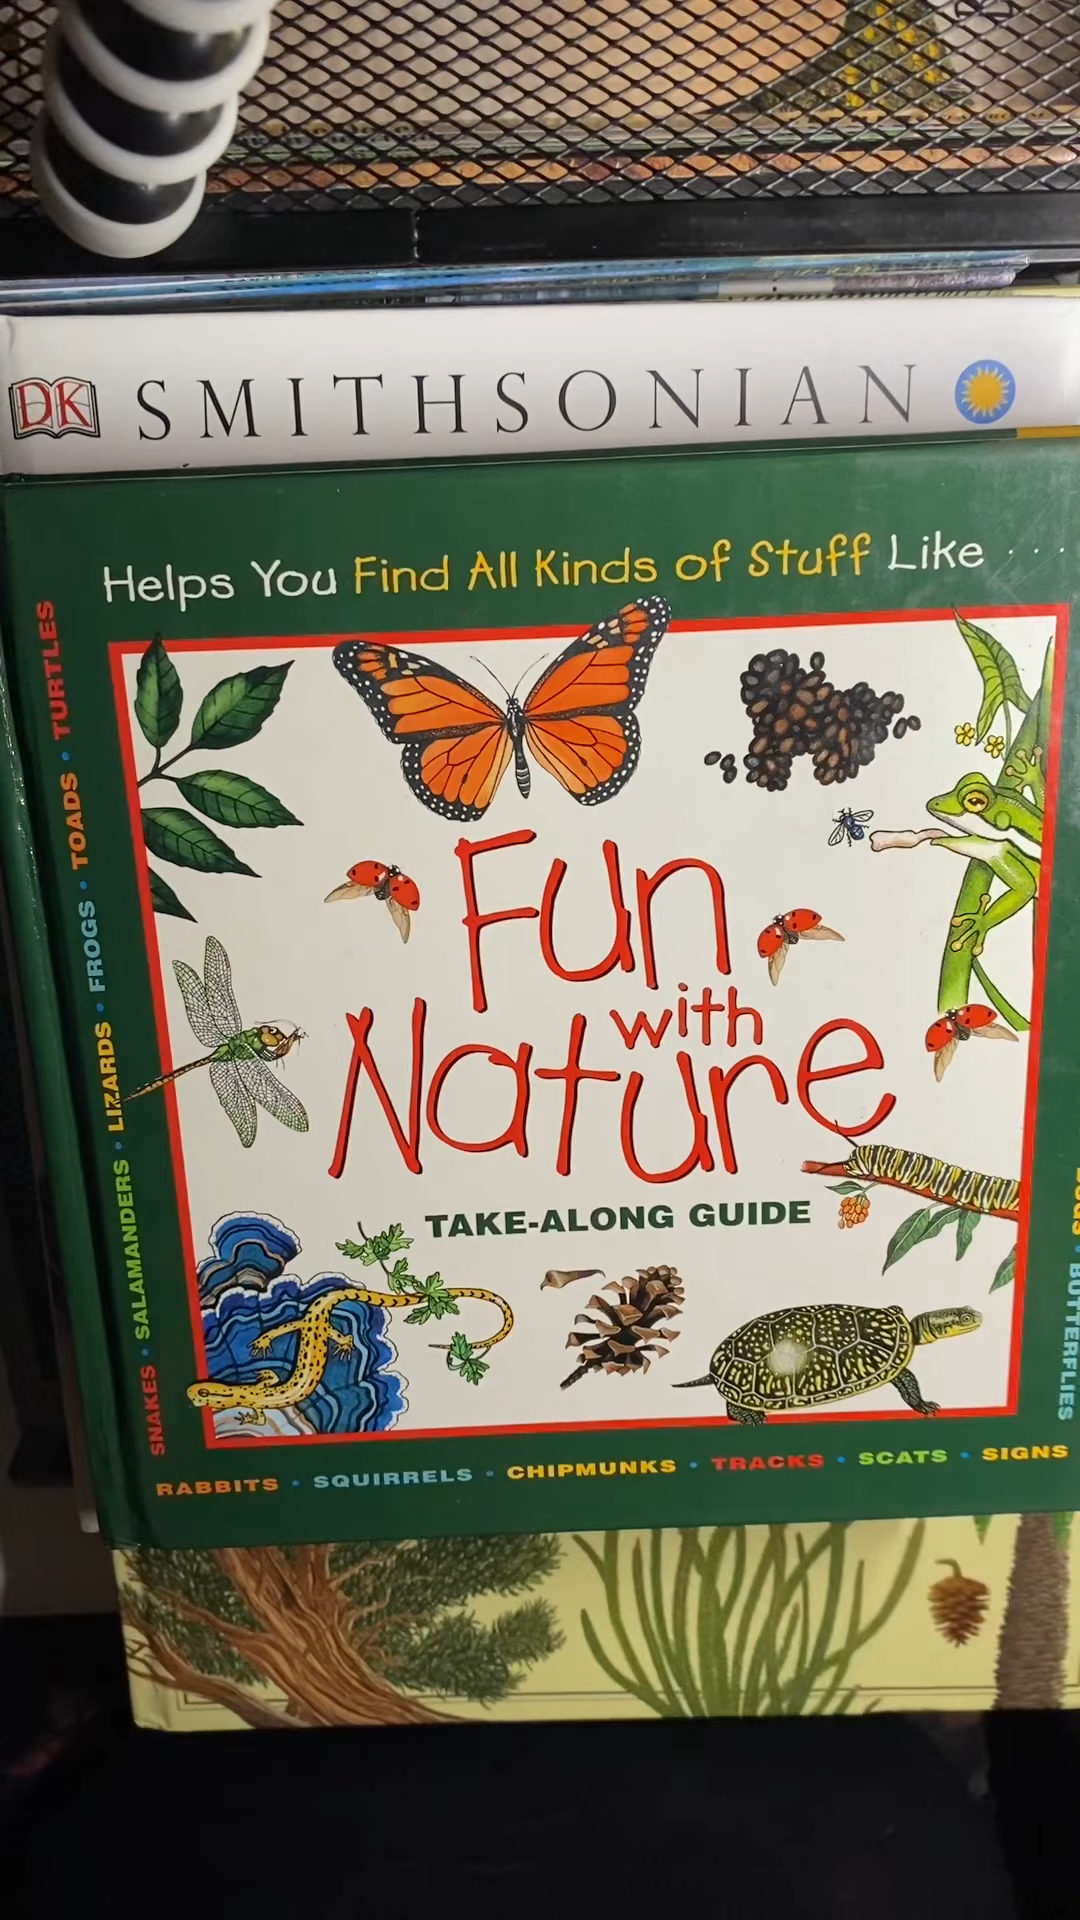 DK SMITHSONIAN
Helps You Find All Kinds of Stuff Like ....
Fun
with
Nature
TAKE-ALONG GUIDE
SNAKES • SALAMANDERS • LIZARDS • FROGS • TOADS • TURTLES
RABBITS • SQUIRRELS • CHIPMUNKS • TRACKS • SCATS • SIGNS
BUTTERFLIES